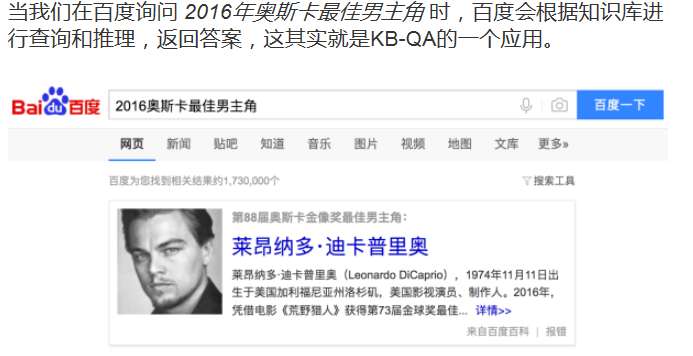 当我们在百度询问 2016年奥斯卡最佳男主角 时，百度会根据知识库进
行查询和推理，返回答案，这其实就是KB-QA的一个应用。
Bai du 百度 2016奥斯卡最佳男主角 百度一下
网页 新闻 贴吧 知道 音乐 图片 视频 地图 文库 更多»
百度为您找到相关结果约1,730,000个 搜索工具
第88届奥斯卡金像奖最佳男主角：
莱昂纳多·迪卡普里奥
莱昂纳多·迪卡普里奥（Leonardo DiCaprio），1974年11月11日出
生于美国加利福尼亚州洛杉矶，美国影视演员、制作人。2016年，
凭借电影《荒野猎人》获得第73届金球奖最佳... 详情>>
来自百度百科 | 报错